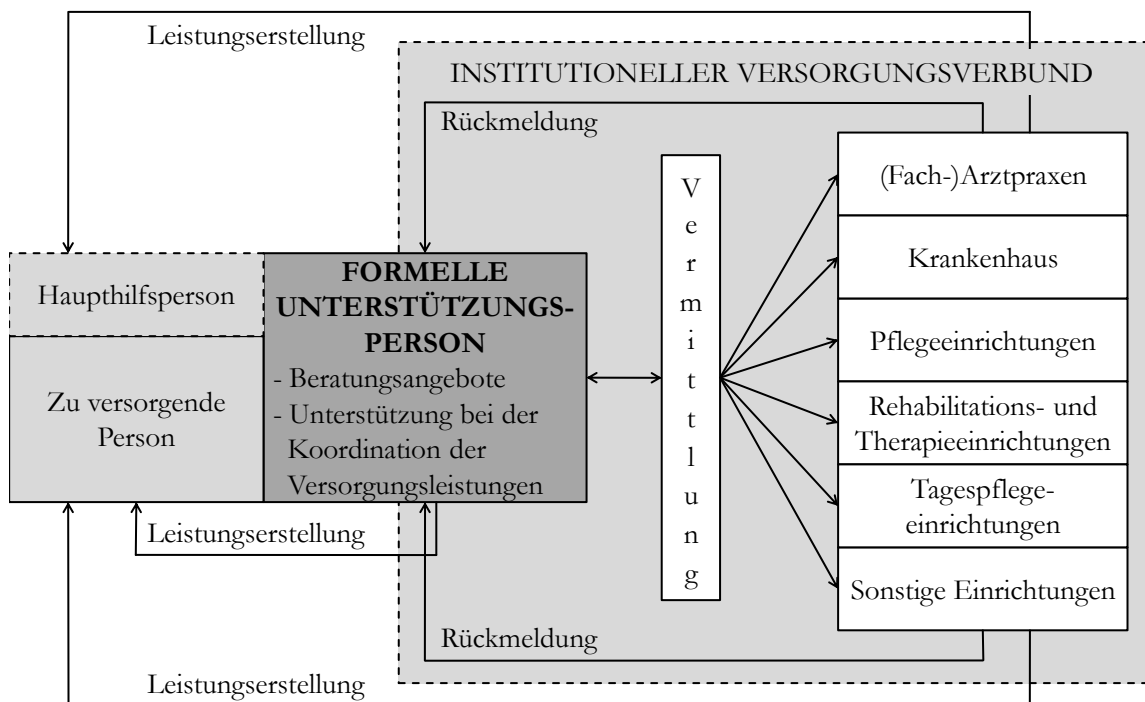 Leistungserstellung
INSTITUTIONELLER VERSORGUNGSVERBUND
Rückmeldung
Haupthilfsperson
Zu versorgende
Person
FORMELLE
UNTERSTÜTZUNGS-
PERSON
- Beratungsangebote
- Unterstützung bei der
Koordination der
Versorgungsleistungen
Vermittlung
(Fach-)Arztpraxen
Krankenhaus
Pflegeeinrichtungen
Rehabilitations- und
Therapieeinrichtungen
Tagespflege-
einrichtungen
Sonstige Einrichtungen
Leistungserstellung
Rückmeldung
Leistungserstellung